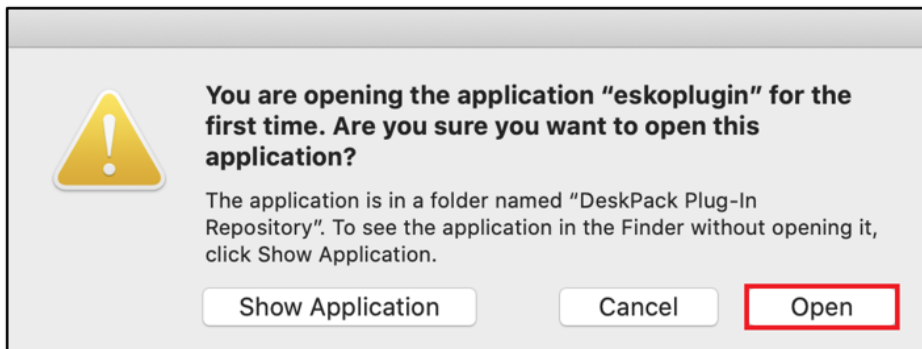 You are opening the application “eskoplugin” for the
first time. Are you sure you want to open this
application?
The application is in a folder named “DeskPack Plug-In
Repository”. To see the application in the Finder without opening it,
click Show Application.
Show Application
Cancel
Open